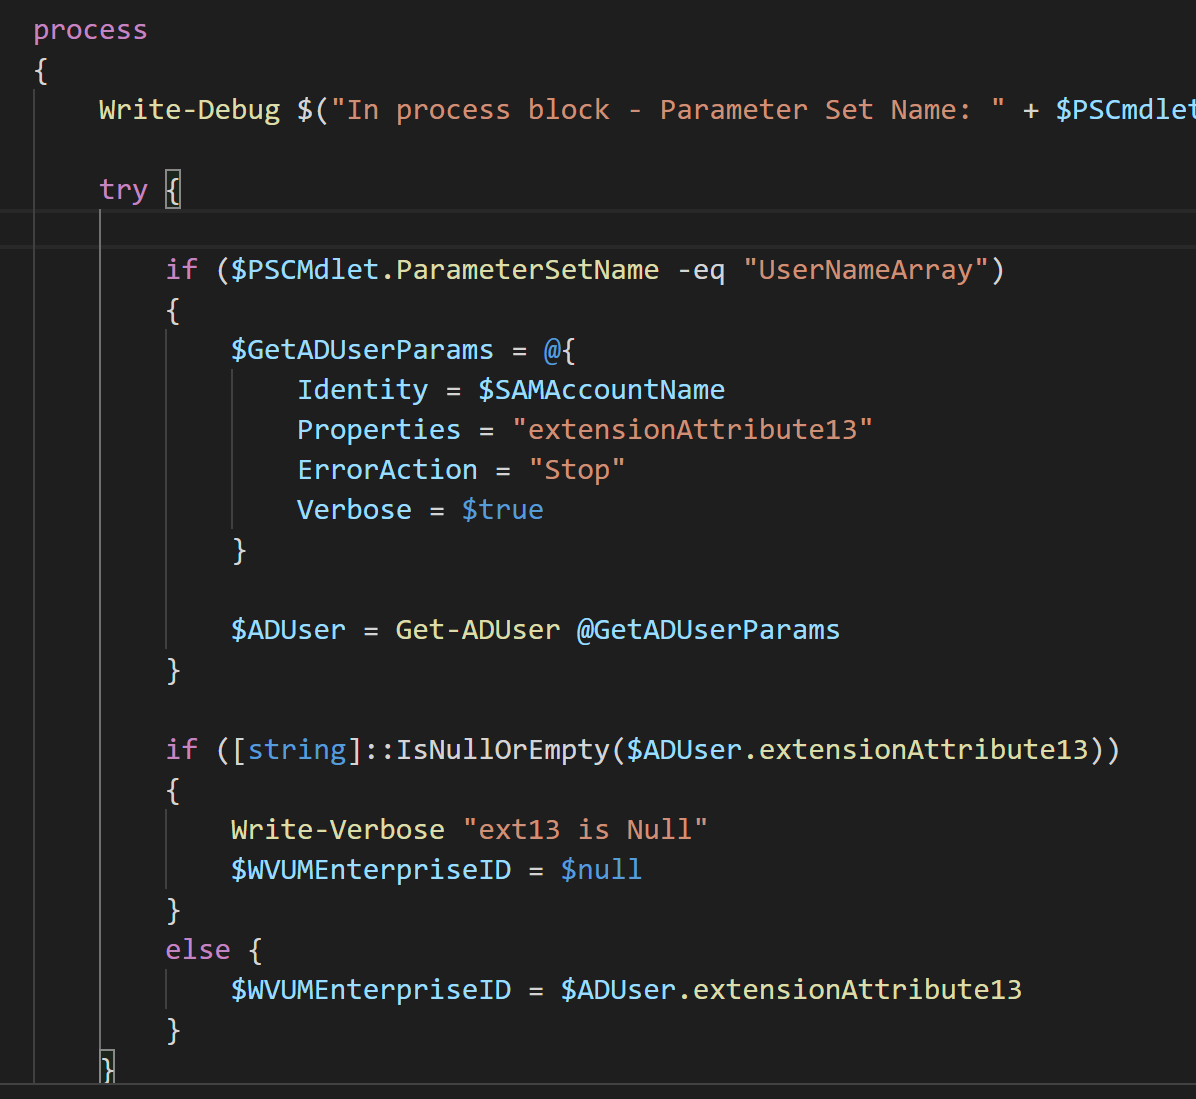 process
{
Write-Debug $("In process block - Parameter Set Name: " + $PSCmdlet
try {
if ($PSCMdlet.ParameterSetName -eq "UserNameArray")
{
$GetADUserParams = @{
Identity = $SAMAccountName
Properties = "extensionAttribute13"
ErrorAction = "Stop"
Verbose = $true
}
$ADUser = Get-ADUser @GetADUserParams
}
if ([string]::IsNullOrEmpty($ADUser.extensionAttribute13))
{
Write-Verbose "ext13 is Null"
$WVUMEnterpriseID = $null
}
else {
$WVUMEnterpriseID = $ADUser.extensionAttribute13
}
}